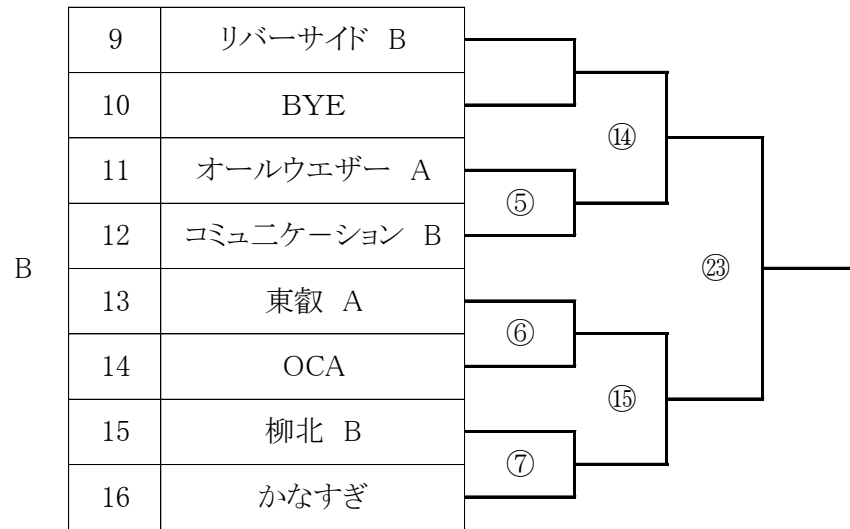 9 リバーサイド B
10 BYE
⑭
11 オールウエザー A
⑤
12 コミュニケーション B
B
㉓
13 東叡 A
⑥
14 OCA
⑮
15 柳北 B
⑦
16 かなすぎ